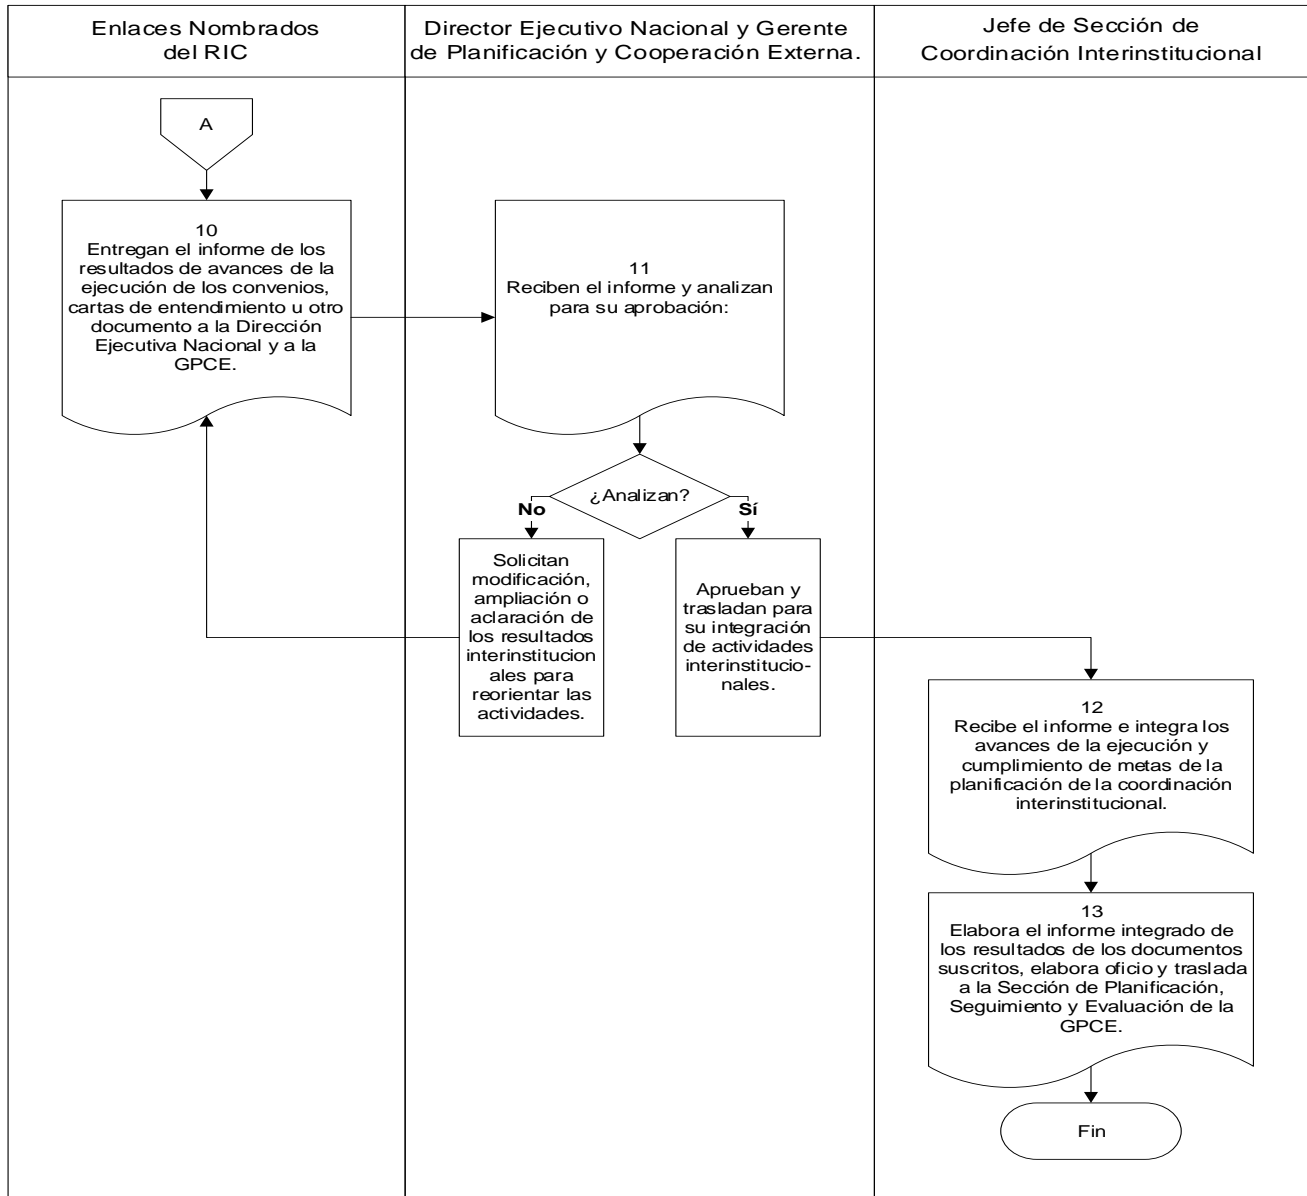 Enlaces Nombrados
del RIC
Director Ejecutivo Nacional y Gerente
de Planificación y Cooperación Externa.
Jefe de Sección de
Coordinación Interinstitucional
A
10
Entregan el informe de los
resultados de avances de la
ejecución de los convenios,
cartas de entendimiento u otro
documento a la Dirección
Ejecutiva Nacional y a la
GPCE.
11
Reciben el informe y analizan
para su aprobación:
¿Analizan?
No
Sí
Solicitan
modificación,
ampliación o
aclaración de
los resultados
interinstitucion
ales para
reorientar las
actividades.
Aprueban y
trasladan para
su integración
de actividades
interinstitucio-
nales.
12
Recibe el informe e integra los
avances de la ejecución y
cumplimiento de metas de la
planificación de la coordinación
interinstitucional.
13
Elabora el informe integrado de
los resultados de los documentos
suscritos, elabora oficio y traslada
a la Sección de Planificación,
Seguimiento y Evaluación de la
GPCE.
Fin